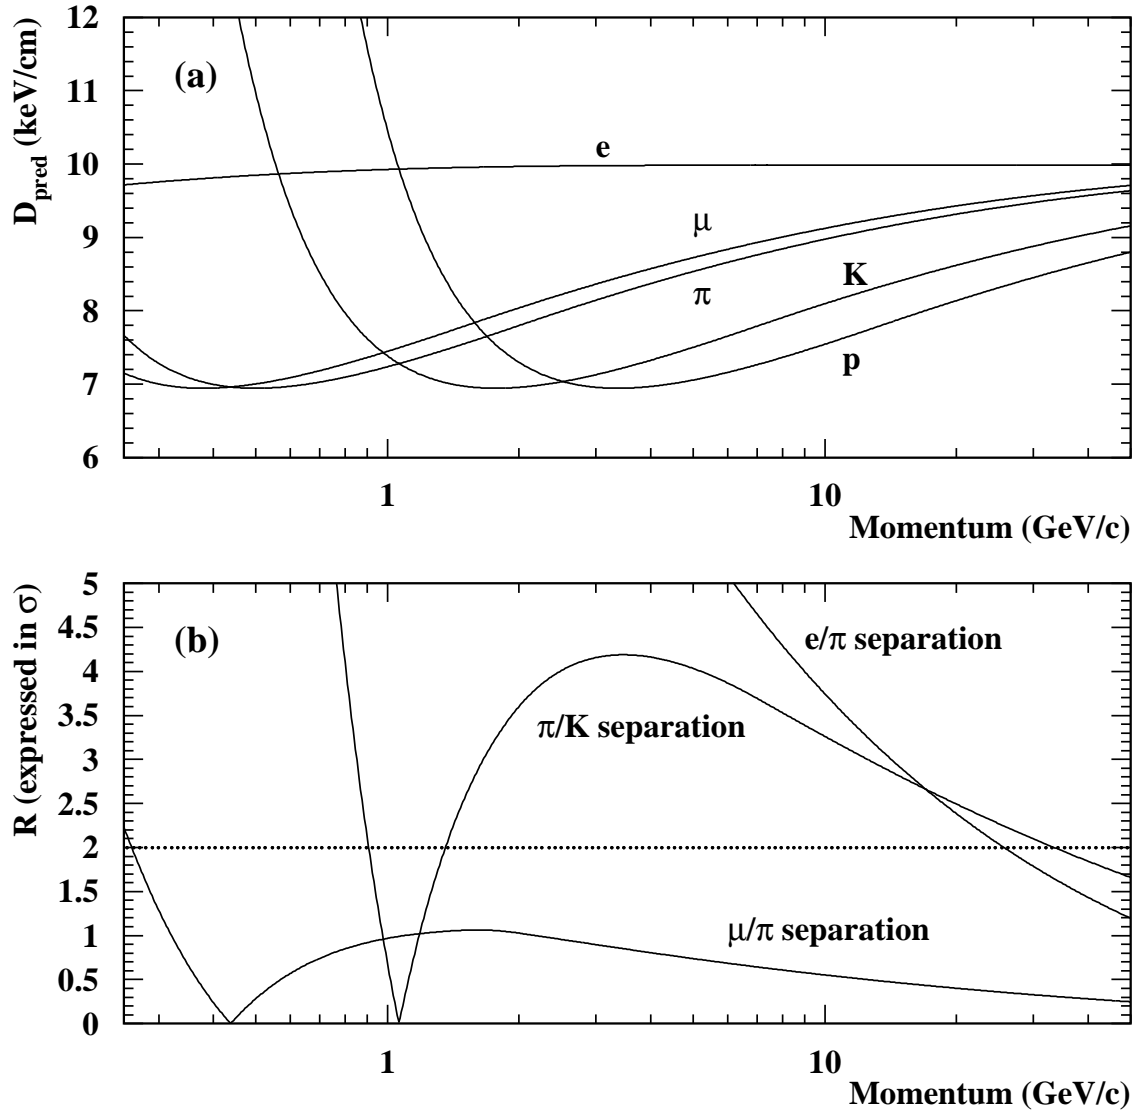 D_pred (keV/cm)
12
11
10
9
8
7
6
(a)
e
μ
π
K
p
1
10
Momentum (GeV/c)
R (expressed in σ)
5
4.5
4
3.5
3
2.5
2
1.5
1
0.5
0
(b)
e/π separation
π/K separation
μ/π separation
1
10
Momentum (GeV/c)